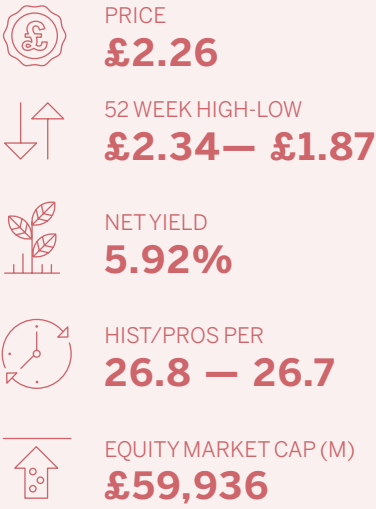 £
PRICE
£2.26
52 WEEK HIGH-LOW
£2.34— £1.87
NET YIELD
5.92%
HIST/PROS PER
26.8 — 26.7
EQUITY MARKET CAP (M)
£59,936